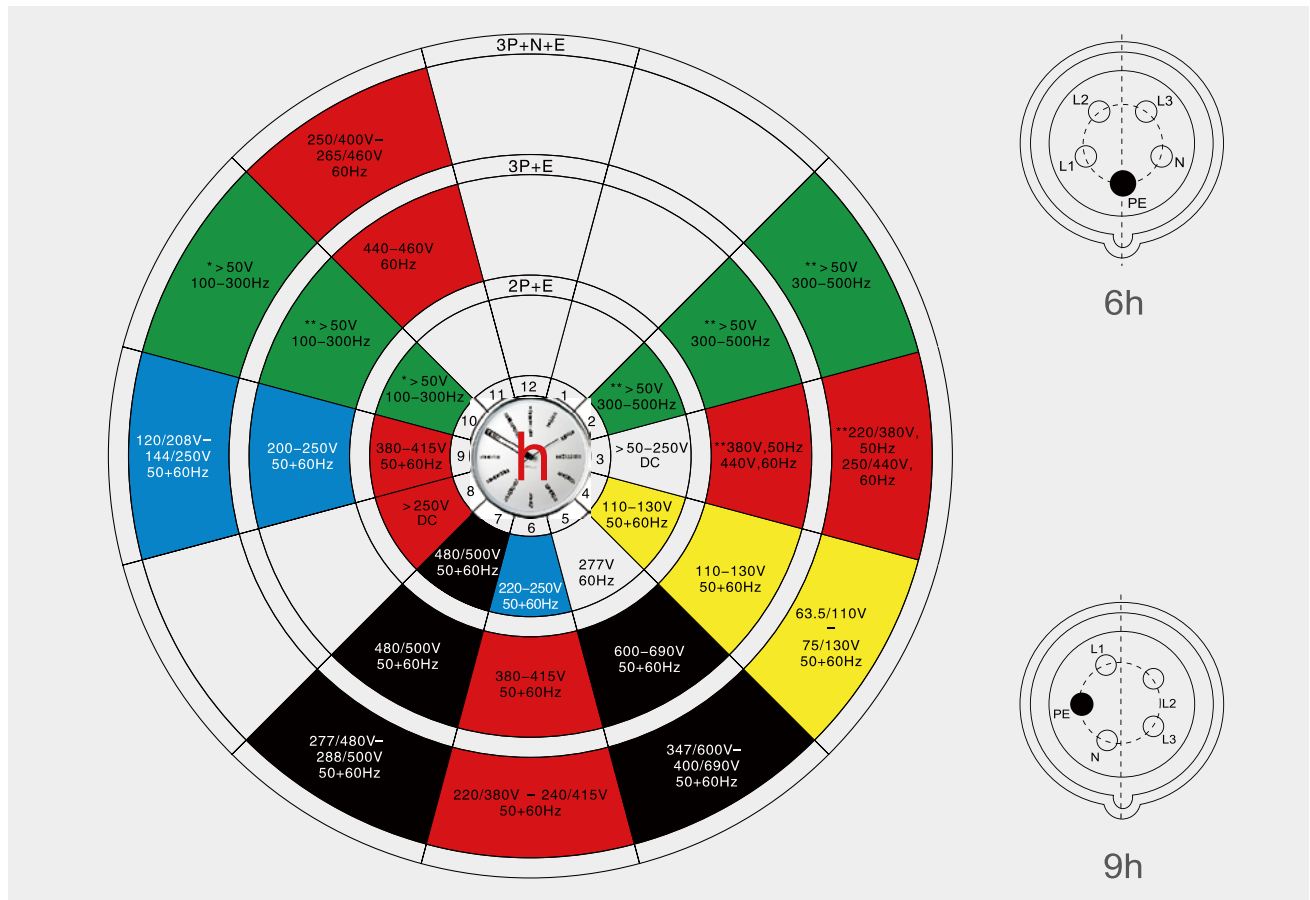 3P+N+E
250/400V–
265/460V
60Hz
3P+E
440–460V
60Hz
2P+E
*>50V
100–300Hz
**>50V
100–300Hz
*>50V
100–300Hz
**>50V
300–500Hz
**>50V
300–500Hz
**>50V
300–500Hz
120/208V–
144/250V
50+60Hz
200–250V
50+60Hz
380–415V
50+60Hz
>250V
DC
12
1
2
3
4
5
6
7
8
9
10
11
h
>50–250V
DC
**380V,50Hz
440V,60Hz
**220/380V,
50Hz
250/440V,
60Hz
110–130V
50+60Hz
110–130V
50+60Hz
63.5/110V
–
75/130V
50+60Hz
480/500V
50+60Hz
220–250V
50+60Hz
277V
60Hz
480/500V
50+60Hz
380–415V
50+60Hz
600–690V
50+60Hz
277/480V–
288/500V
50+60Hz
220/380V – 240/415V
50+60Hz
347/600V–
400/690V
50+60Hz
L2
L3
L1
N
PE
6h
L1
L2
PE
L3
N
9h